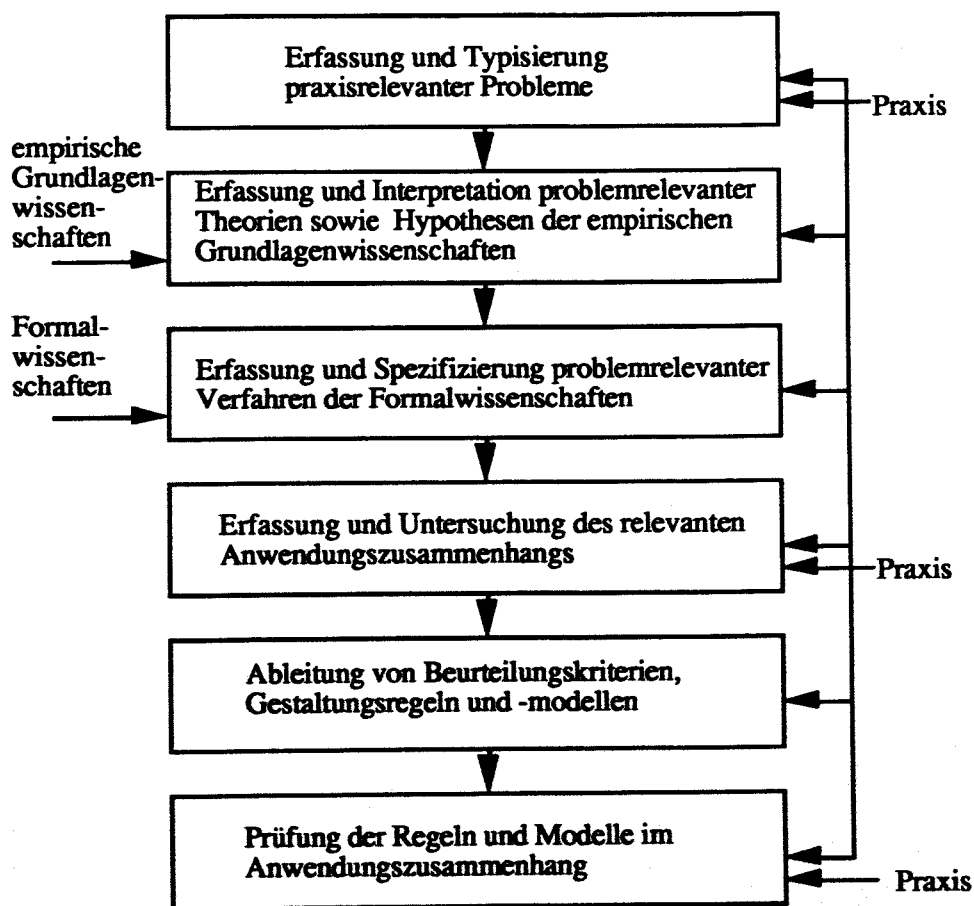 Erfassung und Typisierung
praxisrelevanter Probleme
Praxis
empirische
Grundlagen-
wissen-
schaften
Erfassung und Interpretation problemrelevanter
Theorien sowie Hypothesen der empirischen
Grundlagenwissenschaften
Formal-
wissen-
schaften
Erfassung und Spezifizierung problemrelevanter
Verfahren der Formalwissenschaften
Erfassung und Untersuchung des relevanten
Anwendungszusammenhangs
Praxis
Ableitung von Beurteilungskriterien,
Gestaltungsregeln und -modellen
Prüfung der Regeln und Modelle im
Anwendungszusammenhang
Praxis